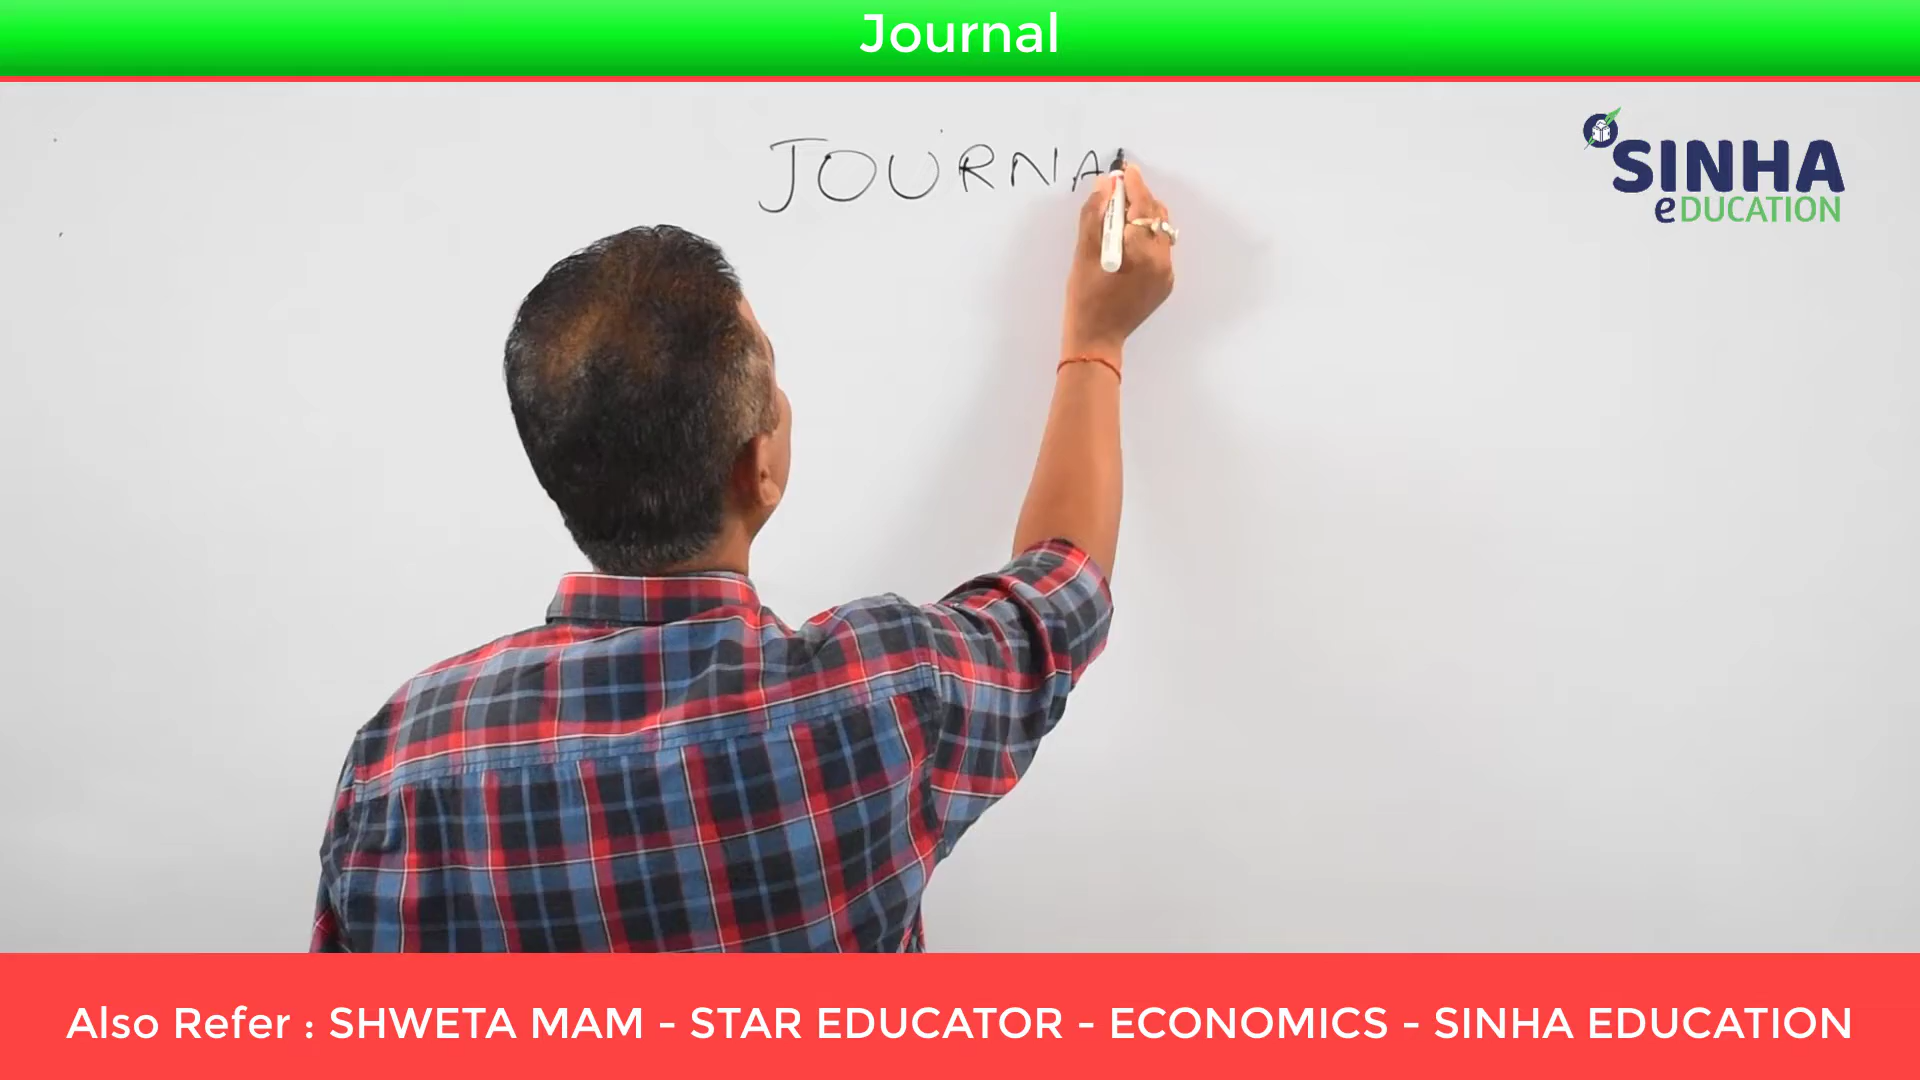 Journal
JOURNA
SINHA
eDUCATION
Also Refer : SHWETA MAM - STAR EDUCATOR - ECONOMICS - SINHA EDUCATION